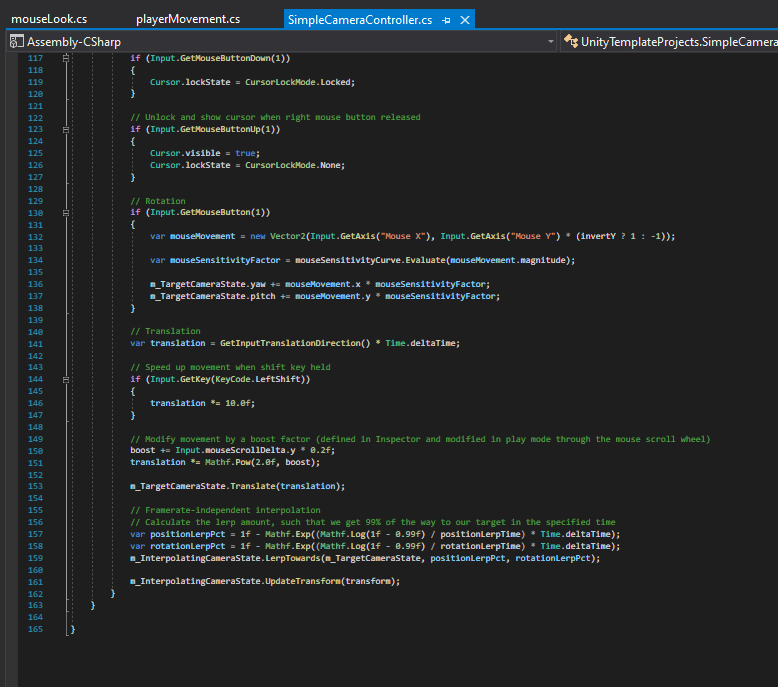 mouseLook.cs playerMovement.cs SimpleCameraController.cs
Assembly-CSharp UnityTemplateProjects.SimpleCamera
117 if (Input.GetMouseButtonDown(1))
118 {
119 Cursor.lockState = CursorLockMode.Locked;
120 }
121
122 // Unlock and show cursor when right mouse button released
123 if (Input.GetMouseButtonUp(1))
124 {
125 Cursor.visible = true;
126 Cursor.lockState = CursorLockMode.None;
127 }
128
129 // Rotation
130 if (Input.GetMouseButton(1))
131 {
132 var mouseMovement = new Vector2(Input.GetAxis("Mouse X"), Input.GetAxis("Mouse Y") * (invertY ? 1 : -1));
133
134 var mouseSensitivityFactor = mouseSensitivityCurve.Evaluate(mouseMovement.magnitude);
135
136 m_TargetCameraState.yaw += mouseMovement.x * mouseSensitivityFactor;
137 m_TargetCameraState.pitch += mouseMovement.y * mouseSensitivityFactor;
138 }
139
140 // Translation
141 var translation = GetInputTranslationDirection() * Time.deltaTime;
142
143 // Speed up movement when shift key held
144 if (Input.GetKey(KeyCode.LeftShift))
145 {
146 translation *= 10.0f;
147 }
148
149 // Modify movement by a boost factor (defined in Inspector and modified in play mode through the mouse scroll wheel)
150 boost += Input.mouseScrollDelta.y * 0.2f;
151 translation *= Mathf.Pow(2.0f, boost);
152
153 m_TargetCameraState.Translate(translation);
154
155 // Framerate-independent interpolation
156 // Calculate the lerp amount, such that we get 99% of the way to our target in the specified time
157 var positionLerpPct = 1f - Mathf.Exp((Mathf.Log(1f - 0.99f) / positionLerpTime) * Time.deltaTime);
158 var rotationLerpPct = 1f - Mathf.Exp((Mathf.Log(1f - 0.99f) / rotationLerpTime) * Time.deltaTime);
159 m_InterpolatingCameraState.LerpTowards(m_TargetCameraState, positionLerpPct, rotationLerpPct);
160
161 m_InterpolatingCameraState.UpdateTransform(transform);
162 }
163 }
164
165 }